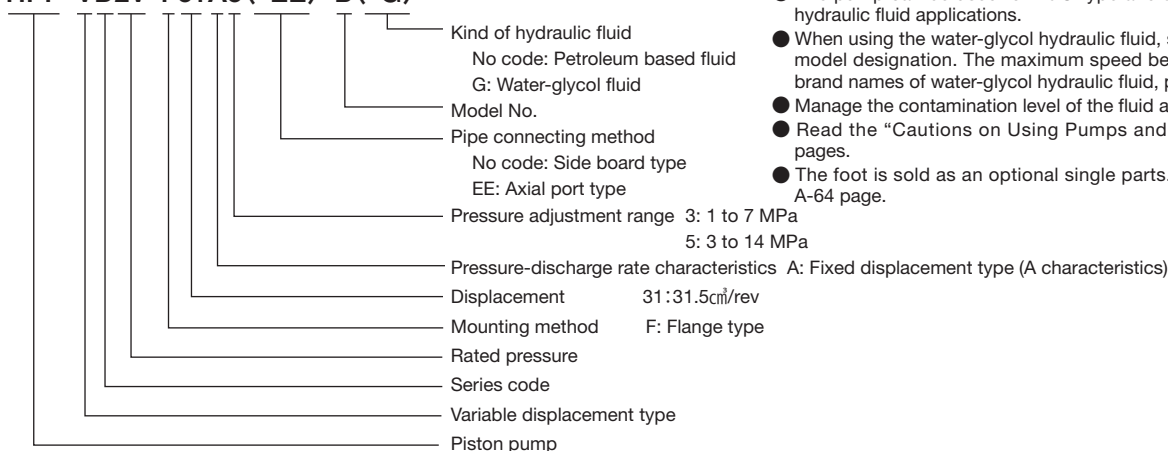 Kind of hydraulic fluid
No code: Petroleum based fluid
G: Water-glycol fluid
Model No.
Pipe connecting method
No code: Side board type
EE: Axial port type
Pressure adjustment range 3: 1 to 7 MPa
5: 3 to 14 MPa
Pressure-discharge rate characteristics A: Fixed displacement type (A characteristics)
Displacement 31:31.5cm³/rev
Mounting method F: Flange type
Rated pressure
Series code
Variable displacement type
Piston pump
hydraulic fluid applications.
● When using the water-glycol hydraulic fluid,
model designation. The maximum speed
brand names of water-glycol hydraulic fluid,
● Manage the contamination level of the fluid
● Read the “Cautions on Using Pumps and
pages.
● The foot is sold as an optional single parts.
A-64 page.